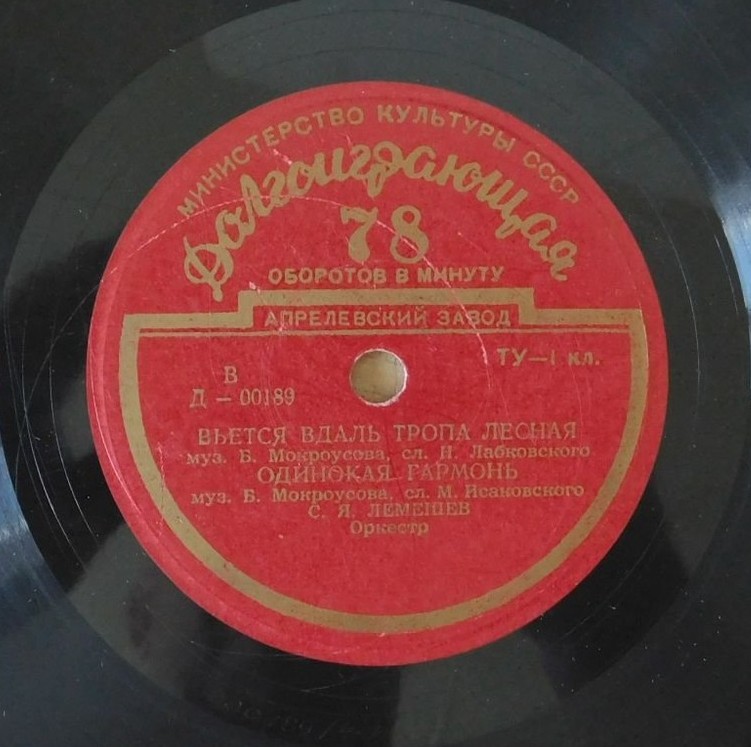 МИНИСТЕРСТВО КУЛЬТУРЫ СССР
Долгоиграющая
78
ОБОРОТОВ В МИНУТУ
АПРЕЛЕВСКИЙ ЗАВОД
ТУ—1 кл.
В
Д — 00189
ВЬЕТСЯ ВДАЛЬ ТРОПА ЛЕСНАЯ
муз. Б. Мокроусова, сл. Н. Лабковского
ОДИНОКАЯ ГАРМОНЬ
муз. Б. Мокроусова, сл. М. Исаковского
С. Я. ЛЕМЕШЕВ
Оркестр